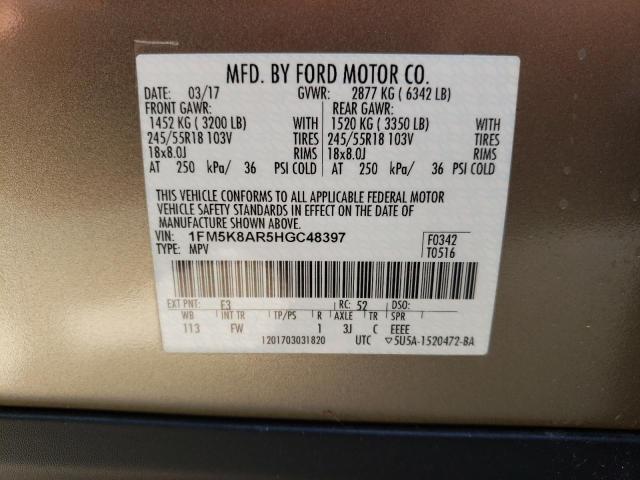 MFD. BY FORD MOTOR CO.
DATE: 03/17 GVWR: 2877 KG ( 6342 LB)
FRONT GAWR: REAR GAWR:
1452 KG ( 3200 LB) WITH 1520 KG ( 3350 LB) WITH
245/55R18 103V TIRES 245/55R18 103V TIRES
18x8.0J RIMS 18x8.0J RIMS
AT 250 kPa/ 36 PSI COLD AT 250 kPa/ 36 PSI COLD
THIS VEHICLE CONFORMS TO ALL APPLICABLE FEDERAL MOTOR
VEHICLE SAFETY STANDARDS IN EFFECT ON THE DATE OF
MANUFACTURE SHOWN ABOVE.
VIN: 1FM5K8AR5HGC48397 F0342
TYPE: MPV T0516
EXT PNT: E3 RC: 52 DSO:
WB INT TR TP/PS R AXLE TR SPR
113 FW 1 3J C EEEE
1201703031820 UTC ▽5U5A-1520472-BA